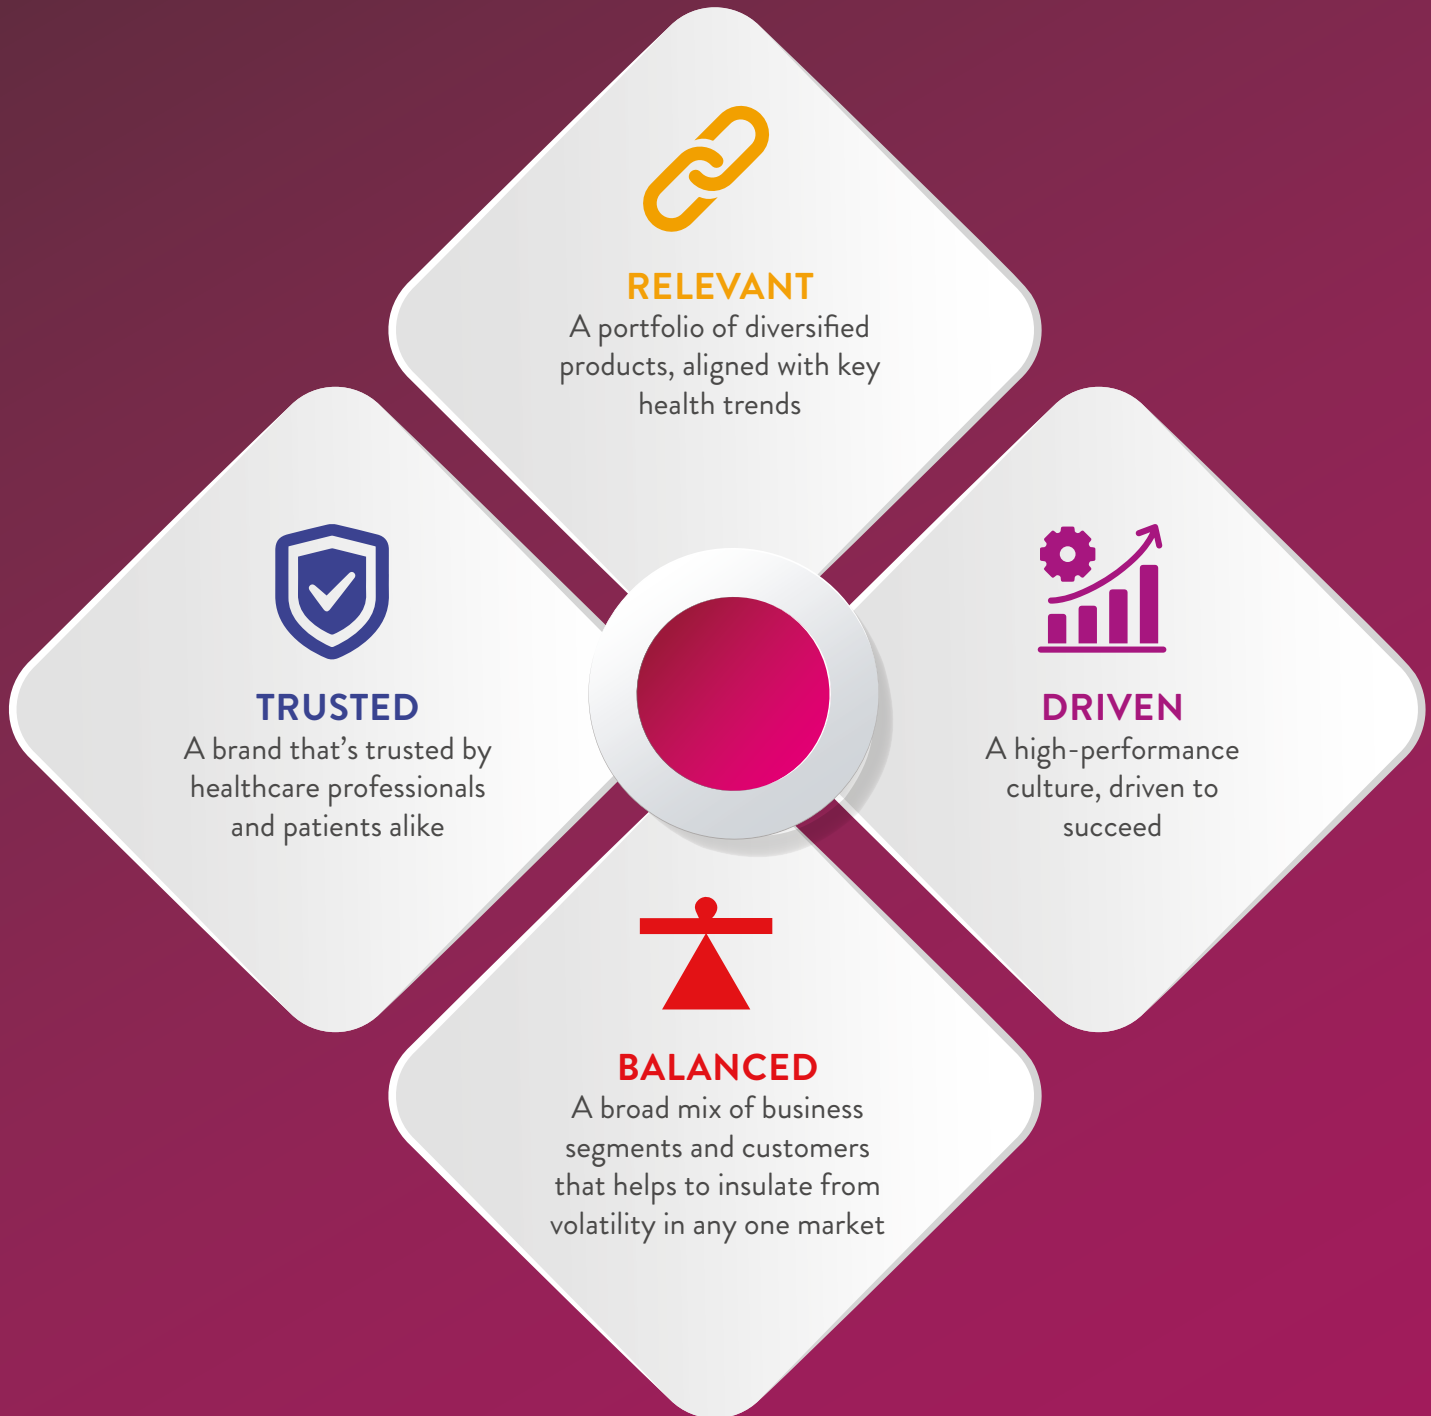 RELEVANT
A portfolio of diversified
products, aligned with key
health trends
TRUSTED
A brand that’s trusted by
healthcare professionals
and patients alike
DRIVEN
A high-performance
culture, driven to
succeed
BALANCED
A broad mix of business
segments and customers
that helps to insulate from
volatility in any one market